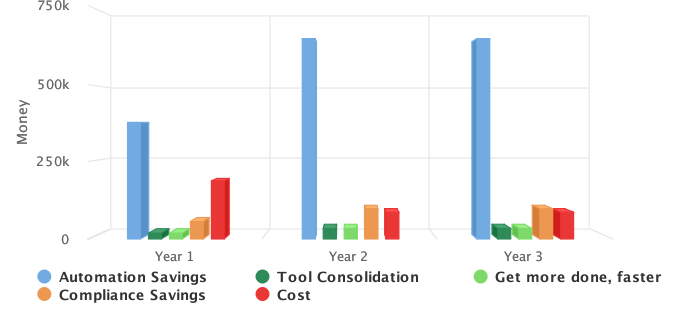 750k
500k
Money
250k
0
Year 1 Year 2 Year 3
Automation Savings Tool Consolidation Get more done, faster
Compliance Savings Cost